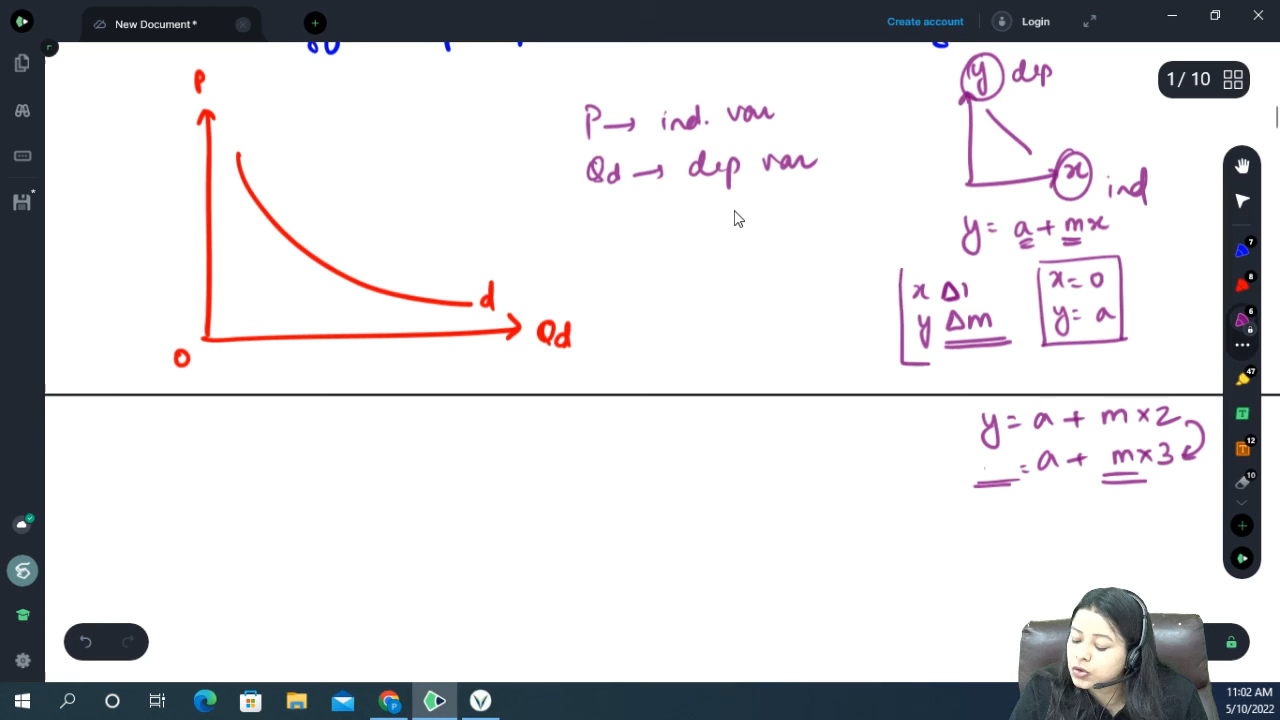 New Document*
Create account
Login
1 / 10
P
d
Qd
0
P → ind. var
Qd → dep var
y dep
x ind
y = a + mx
x Δ1
y Δm
x = 0
y = a
y = a + m×2
= a + m×3
7
8
6
47
12
10
11:02 AM
5/10/2022